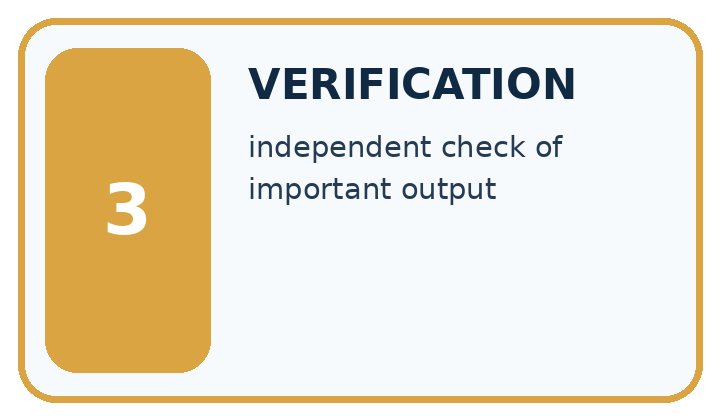 3
VERIFICATION
independent check of
important output